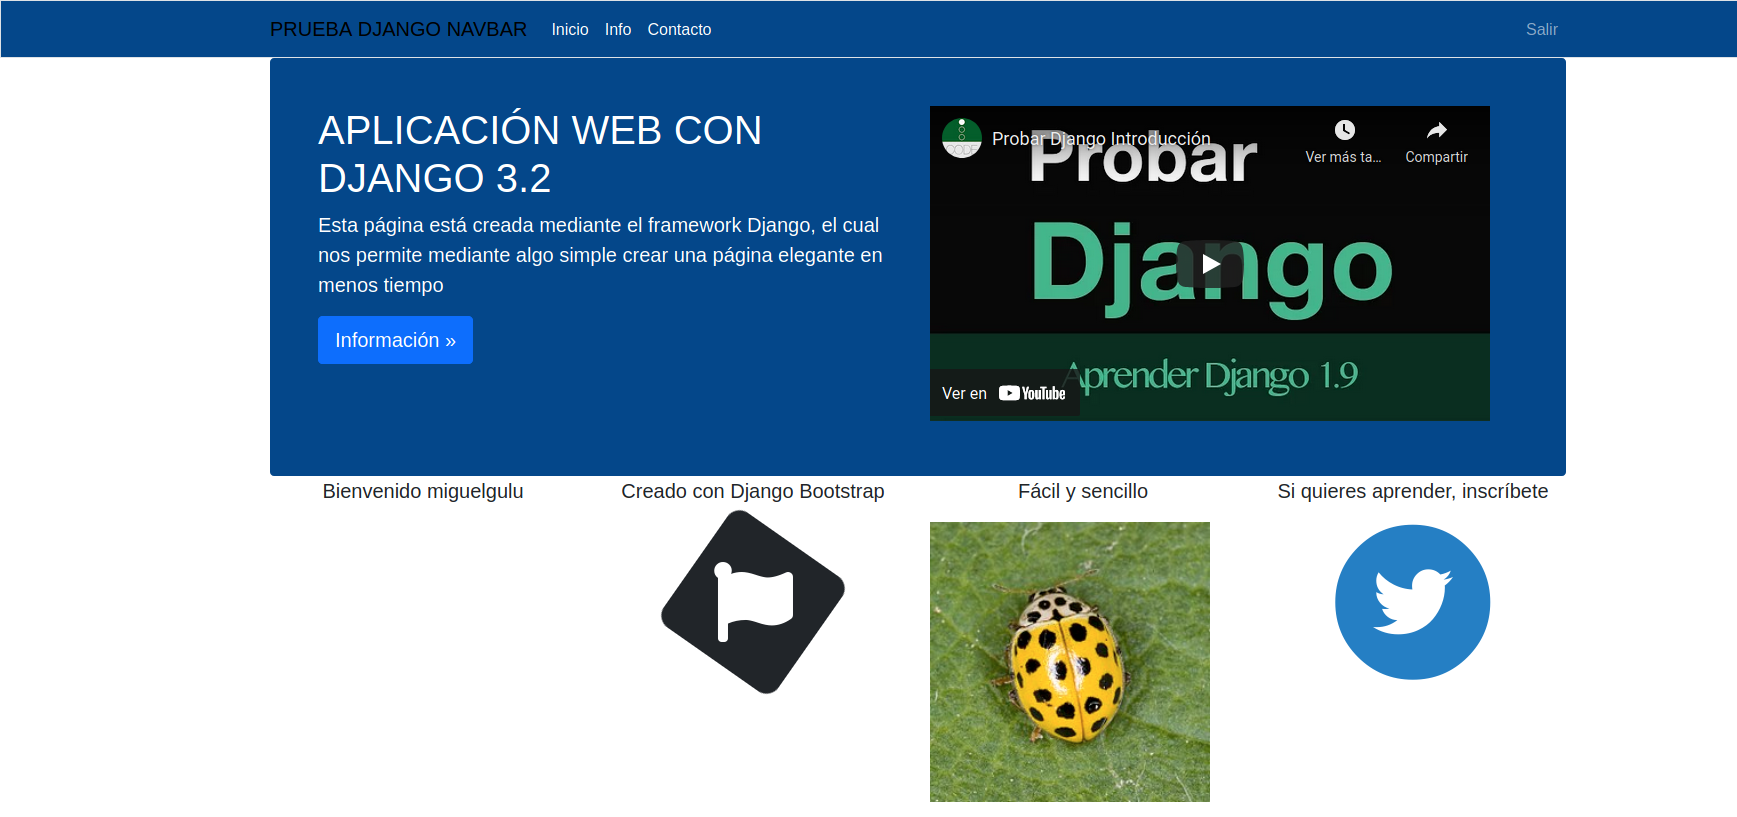 PRUEBA DJANGO NAVBAR Inicio Info Contacto Salir
APLICACIÓN WEB CON
DJANGO 3.2
Esta página está creada mediante el framework Django, el cual
nos permite mediante algo simple crear una página elegante en
menos tiempo
Información »
CODE
Probar Django Introducción
Ver más ta...
Compartir
Probar
Django
Aprender Django 1.9
Ver en YouTube
Bienvenido miguelgulu
Creado con Django Bootstrap
Fácil y sencillo
Si quieres aprender, inscríbete